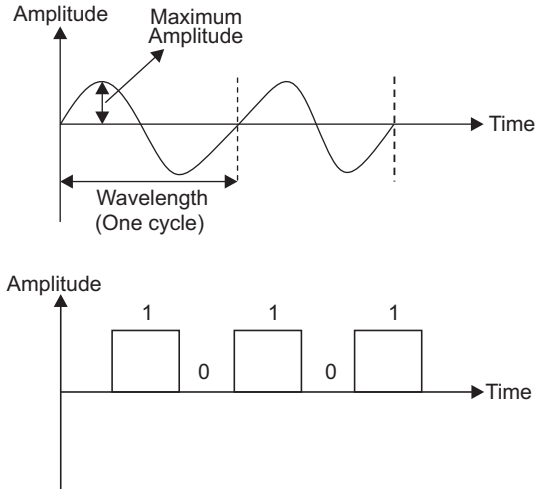 Amplitude
Maximum
Amplitude
Time
Wavelength
(One cycle)
Amplitude
1 1 1
0 0
Time